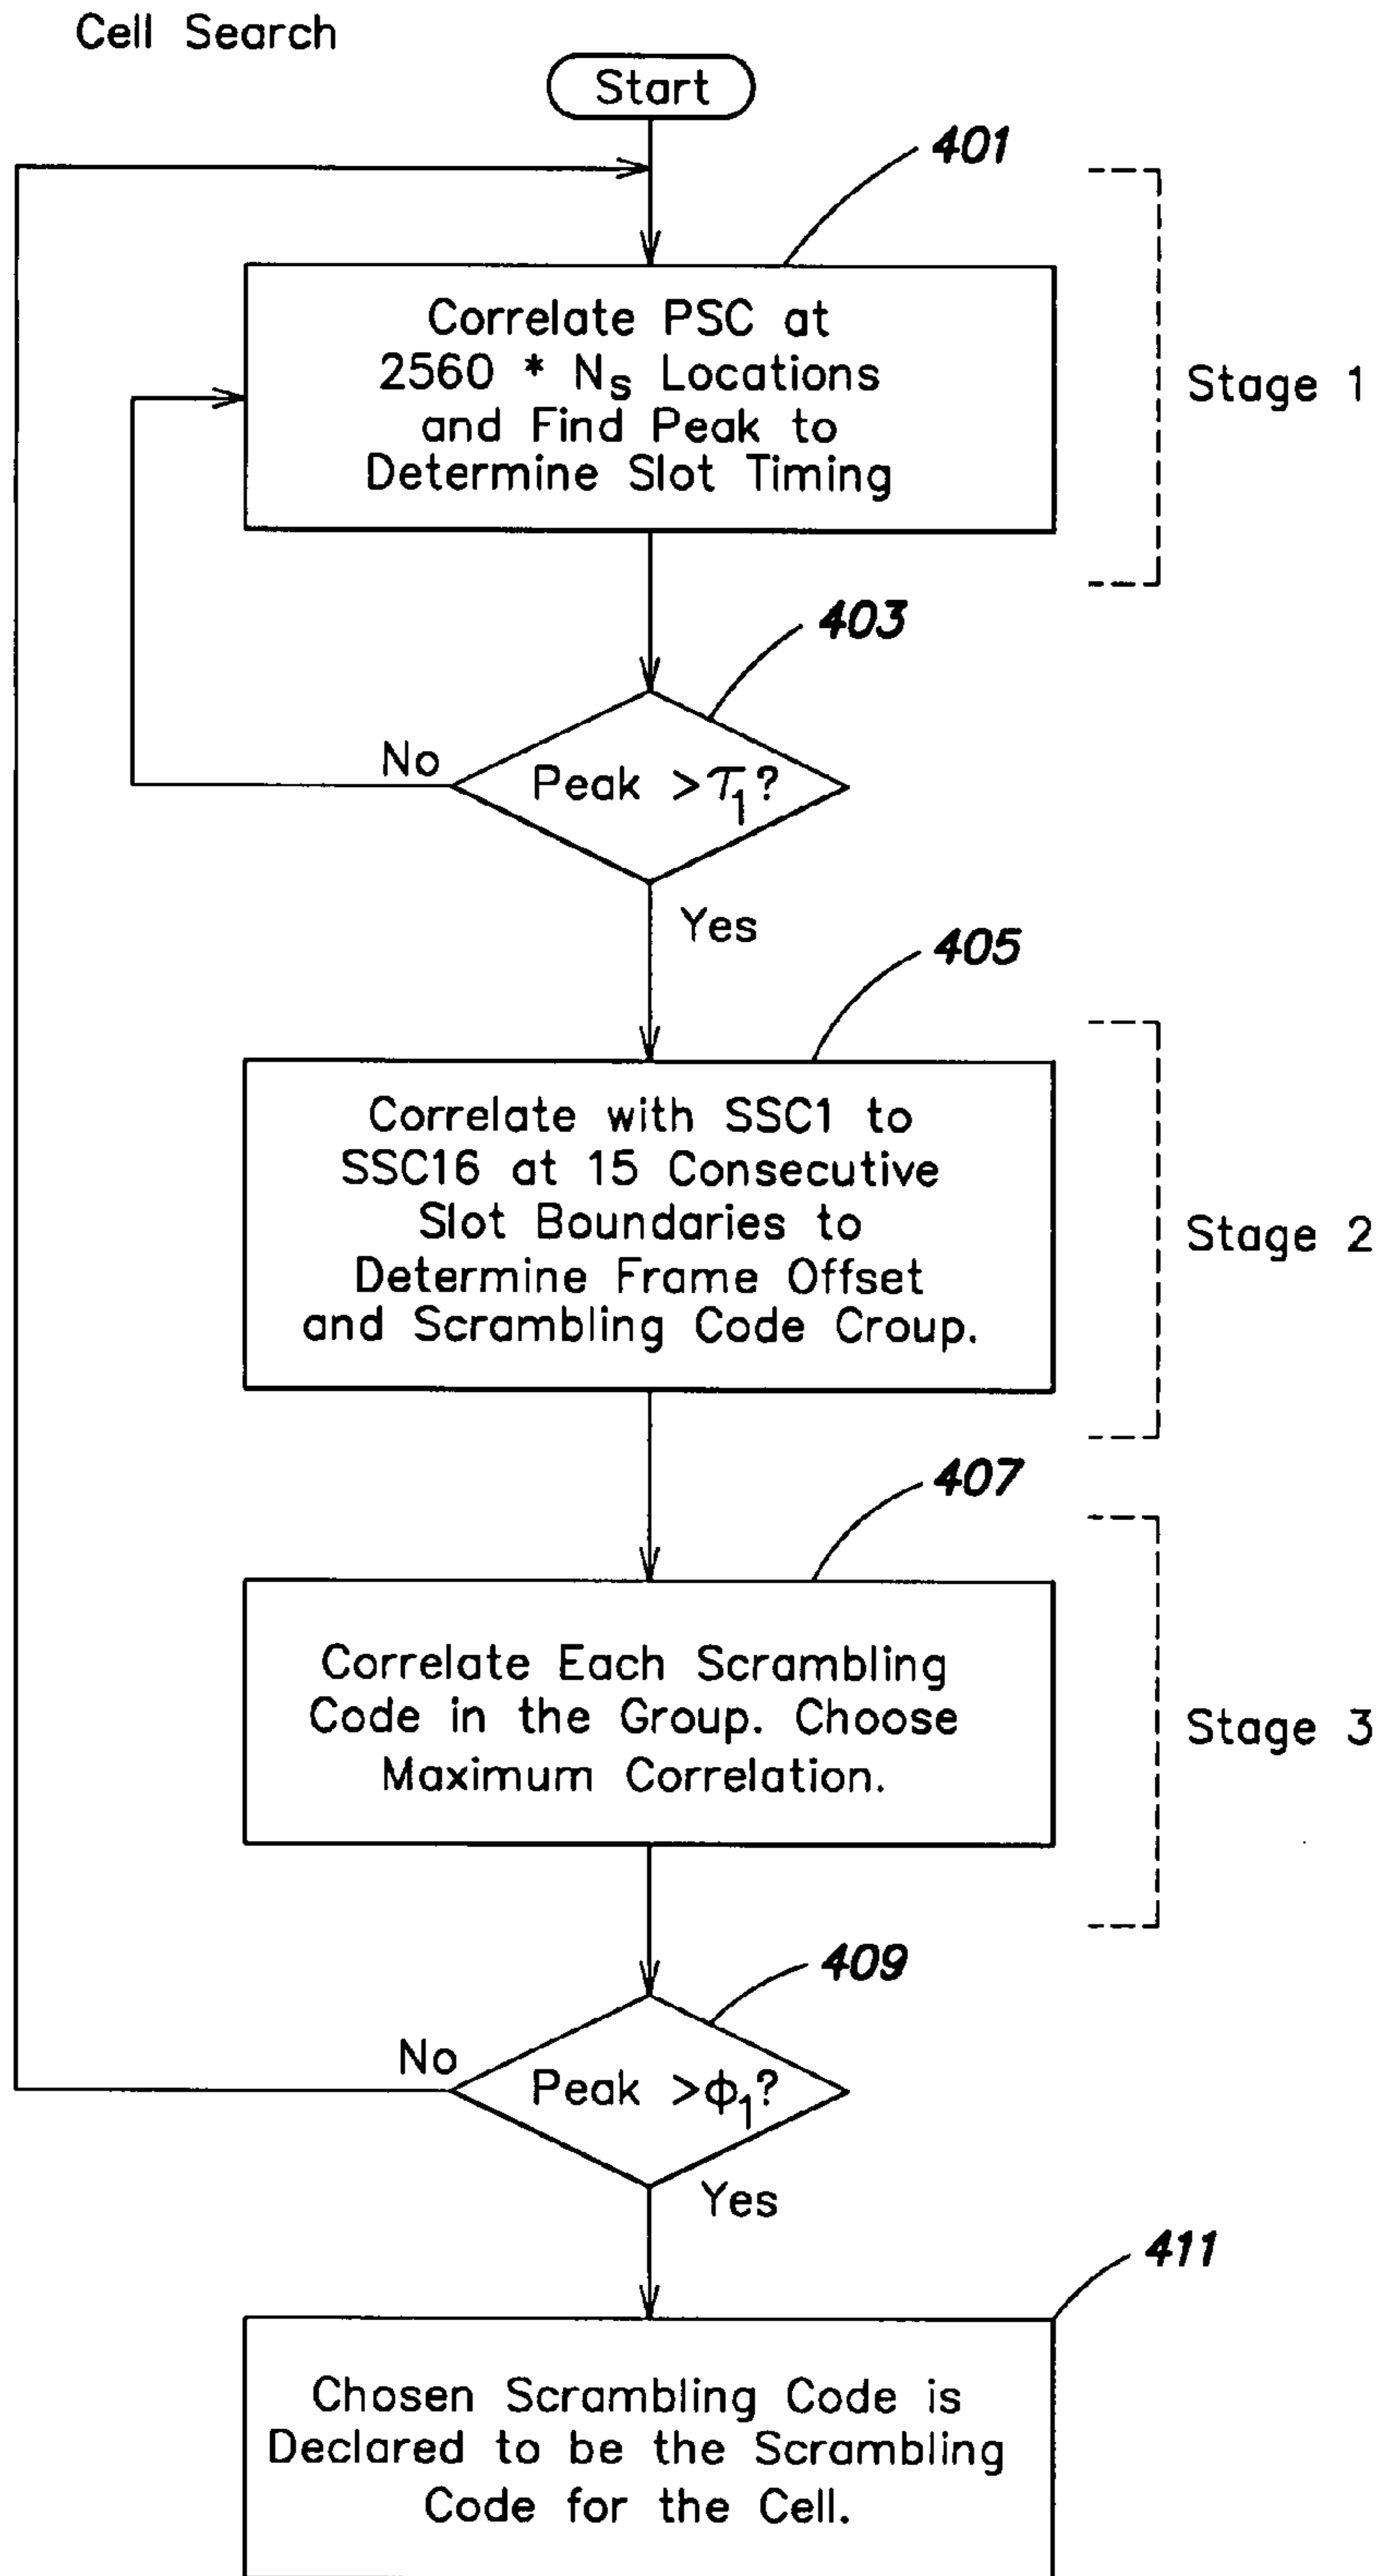 Cell Search
Start
401
Correlate PSC at
2560 * NS Locations
and Find Peak to
Determine Slot Timing
Stage 1
403
No
Peak >τ1?
Yes
405
Correlate with SSC1 to
SSC16 at 15 Consecutive
Slot Boundaries to
Determine Frame Offset
and Scrambling Code Croup.
Stage 2
407
Correlate Each Scrambling
Code in the Group. Choose
Maximum Correlation.
Stage 3
409
No
Peak >ϕ1?
Yes
411
Chosen Scrambling Code is
Declared to be the Scrambling
Code for the Cell.